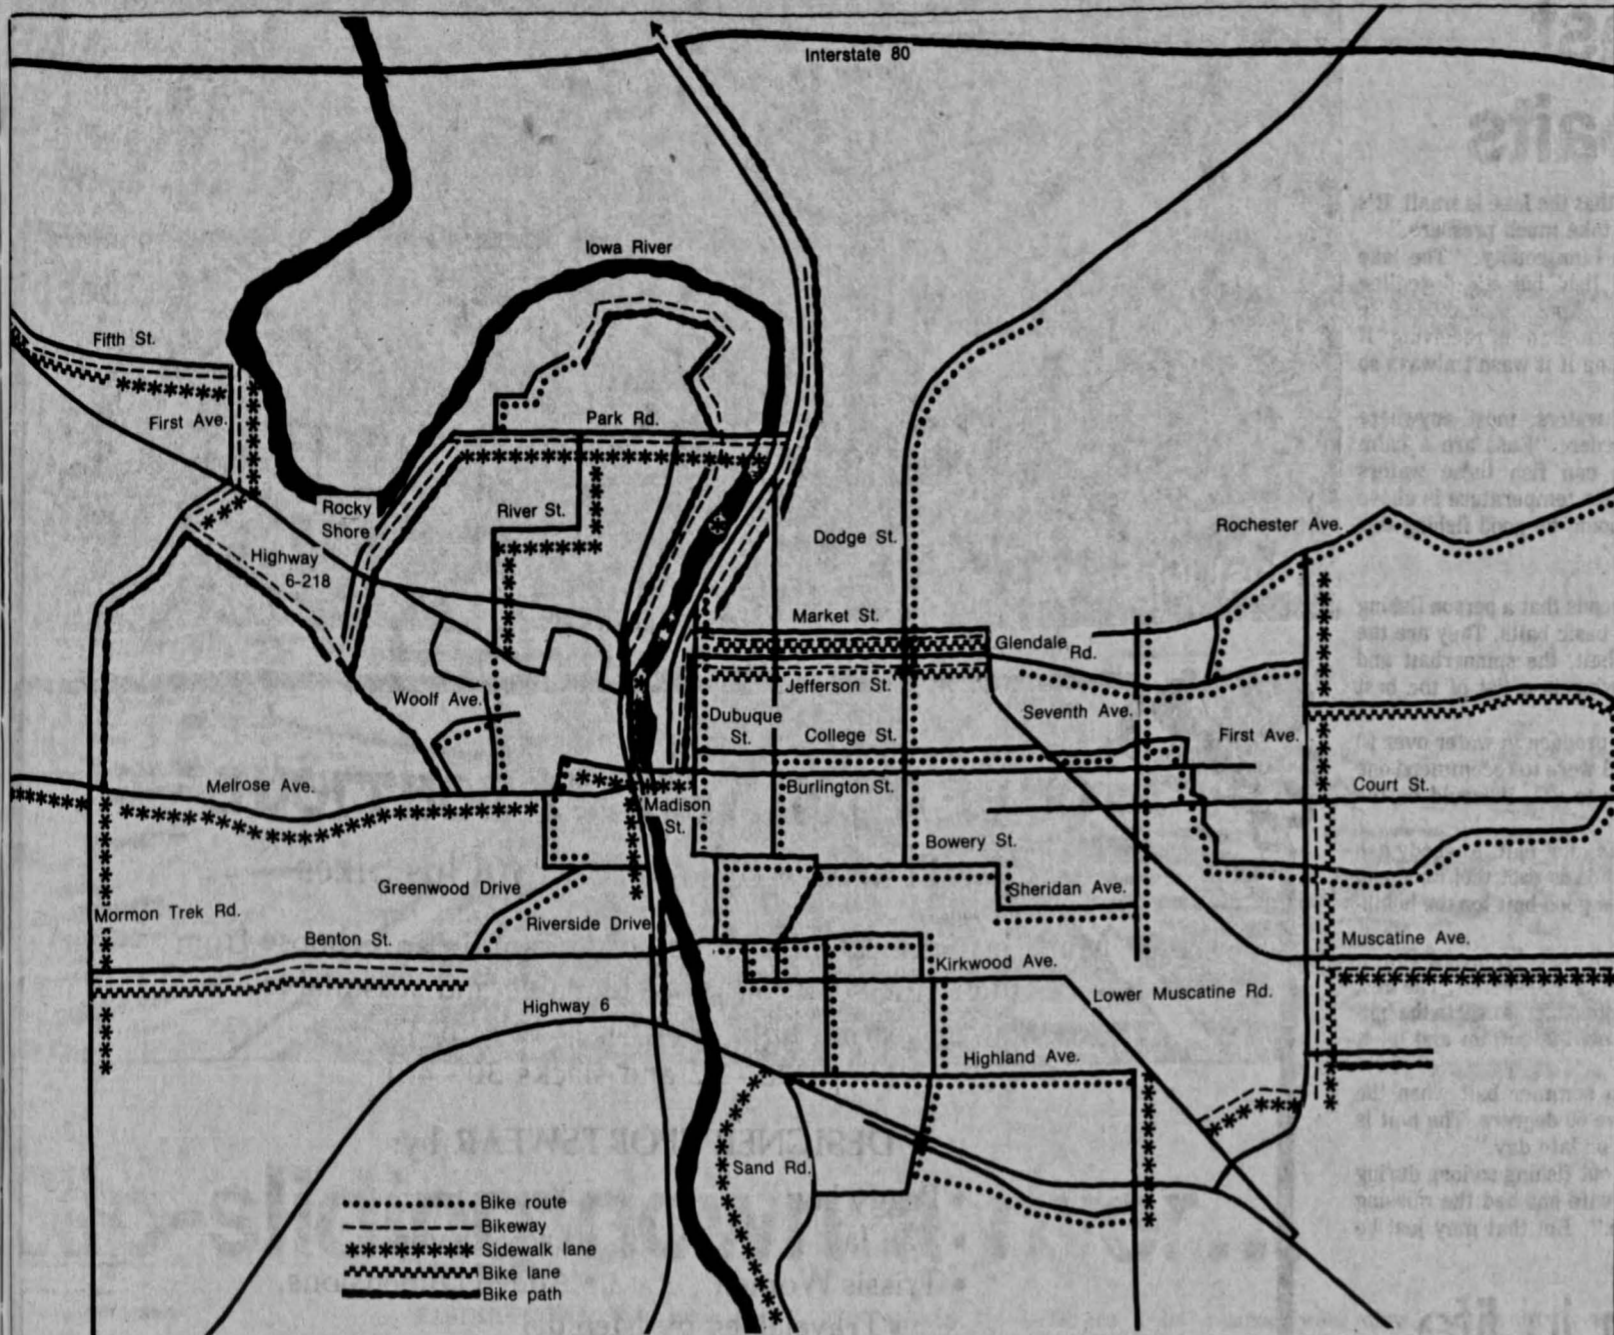 Interstate 80
Iowa River
Fifth St.
First Ave.
Park Rd.
Rocky
Shore
River St.
Highway
6-218
Dodge St.
Rochester Ave.
Market St.
Glendale
Rd.
Jefferson St.
Woolf Ave.
Dubuque
St.
Seventh Ave.
College St.
First Ave.
Melrose Ave.
Burlington St.
Court St.
Madison
St.
Bowery St.
Greenwood Drive
Sheridan Ave.
Mormon Trek Rd.
Riverside Drive
Benton St.
Muscatine Ave.
Kirkwood Ave.
Lower Muscatine Rd.
Highway 6
Highland Ave.
Sand Rd.
Bike route
Bikeway
Sidewalk lane
Bike lane
Bike path